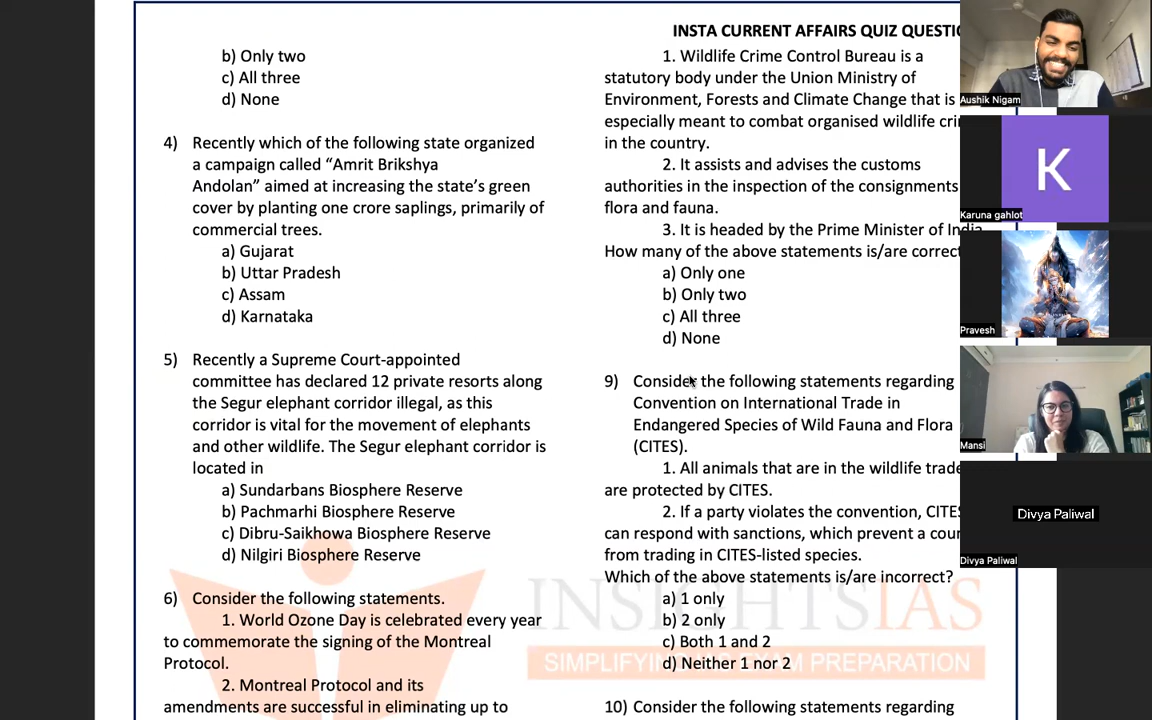 b) Only two
c) All three
d) None
4) Recently which of the following state organized
a campaign called “Amrit Brikshya
Andolan” aimed at increasing the state’s green
cover by planting one crore saplings, primarily of
commercial trees.
a) Gujarat
b) Uttar Pradesh
c) Assam
d) Karnataka
5) Recently a Supreme Court-appointed
committee has declared 12 private resorts along
the Segur elephant corridor illegal, as this
corridor is vital for the movement of elephants
and other wildlife. The Segur elephant corridor is
located in
a) Sundarbans Biosphere Reserve
b) Pachmarhi Biosphere Reserve
c) Dibru-Saikhowa Biosphere Reserve
d) Nilgiri Biosphere Reserve
6) Consider the following statements.
1. World Ozone Day is celebrated every year
to commemorate the signing of the Montreal
Protocol.
2. Montreal Protocol and its
amendments are successful in eliminating up to
INSTA CURRENT AFFAIRS QUIZ
1. Wildlife Crime Control Bureau is a
statutory body under the Union Ministry of
Environment, Forests and Climate Change that is
especially meant to combat organised wildlife
in the country.
2. It assists and advises the customs
authorities in the inspection of the consignments
flora and fauna.
3. It is headed by the Prime Minister of India
How many of the above statements is/are correct
a) Only one
b) Only two
c) All three
d) None
9) Consider the following statements regarding
Convention on International Trade in
Endangered Species of Wild Fauna and Flora
(CITES).
1. All animals that are in the wildlife trade
are protected by CITES.
2. If a party violates the convention, CITES
can respond with sanctions, which prevent a
from trading in CITES-listed species.
Which of the above statements is/are incorrect?
a) 1 only
b) 2 only
c) Both 1 and 2
d) Neither 1 nor 2
10) Consider the following statements regarding
INSIGHTSIAS
SIMPLIFYING IAS EXAM PREPARATION
Aushik Nigam
K
Karuna gahlot
Pravesh
Mansi
Divya Paliwal
Divya Paliwal